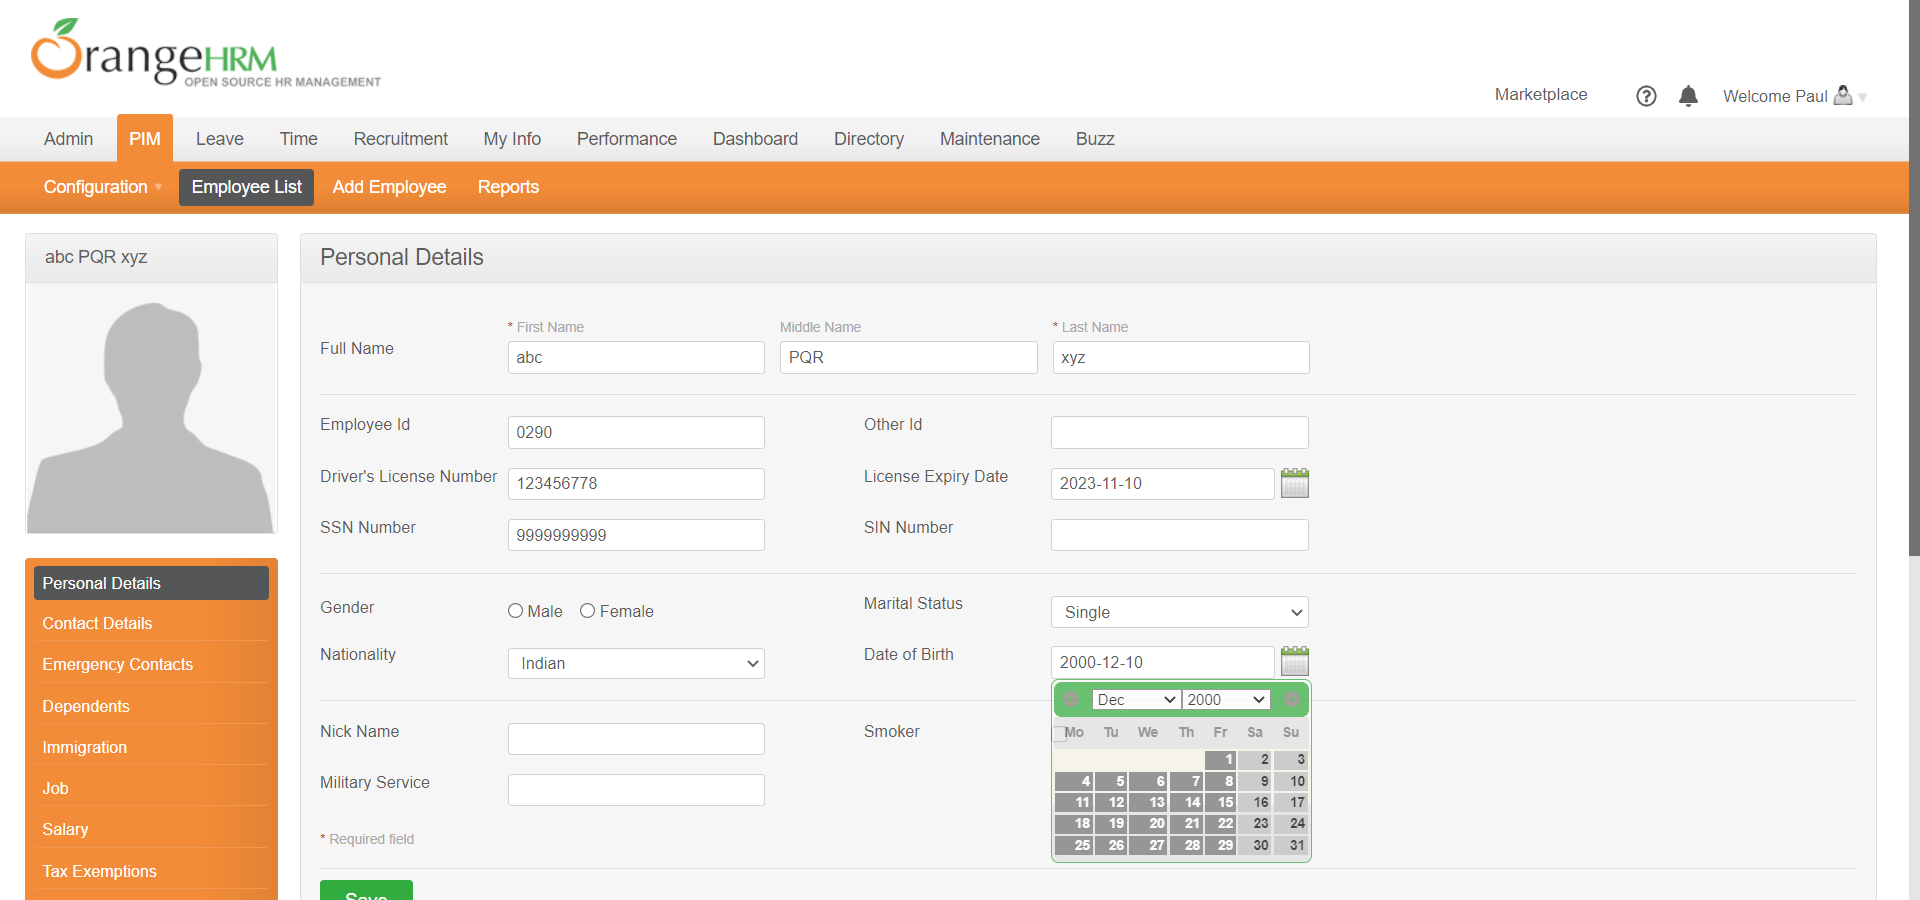 OrangeHRM
OPEN SOURCE HR MANAGEMENT
Marketplace
Welcome Paul
Admin PIM Leave Time Recruitment My Info Performance Dashboard Directory Maintenance Buzz
Configuration Employee List Add Employee Reports
abc PQR xyz
Personal Details
* First Name Middle Name * Last Name
Full Name abc PQR xyz
Employee Id 0290 Other Id
Driver's License Number 123456778 License Expiry Date 2023-11-10
SSN Number 9999999999 SIN Number
Gender Male Female Marital Status Single
Nationality Indian Date of Birth 2000-12-10
Dec 2000
Mo Tu We Th Fr Sa Su
1 2 3
4 5 6 7 8 9 10
11 12 13 14 15 16 17
18 19 20 21 22 23 24
25 26 27 28 29 30 31
Nick Name Smoker
Military Service
* Required field
Save
Personal Details
Contact Details
Emergency Contacts
Dependents
Immigration
Job
Salary
Tax Exemptions